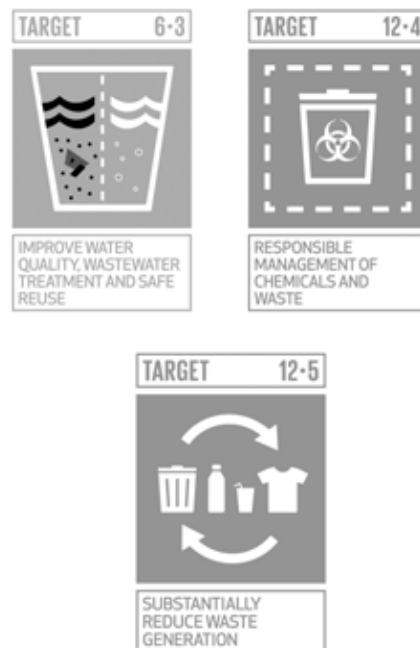 TARGET 6·3
IMPROVE WATER
QUALITY, WASTEWATER
TREATMENT AND SAFE
REUSE
TARGET 12·4
RESPONSIBLE
MANAGEMENT OF
CHEMICALS AND
WASTE
TARGET 12·5
SUBSTANTIALLY
REDUCE WASTE
GENERATION